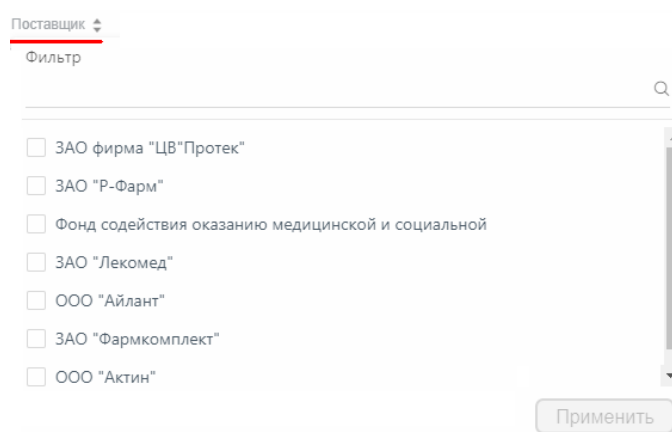 Поставщик
Фильтр
ЗАО фирма "ЦВ"Протек"
ЗАО "Р-Фарм"
Фонд содействия оказанию медицинской и социальной
ЗАО "Лекомед"
ООО "Айлант"
ЗАО "Фармкомплект"
ООО "Актин"
Применить